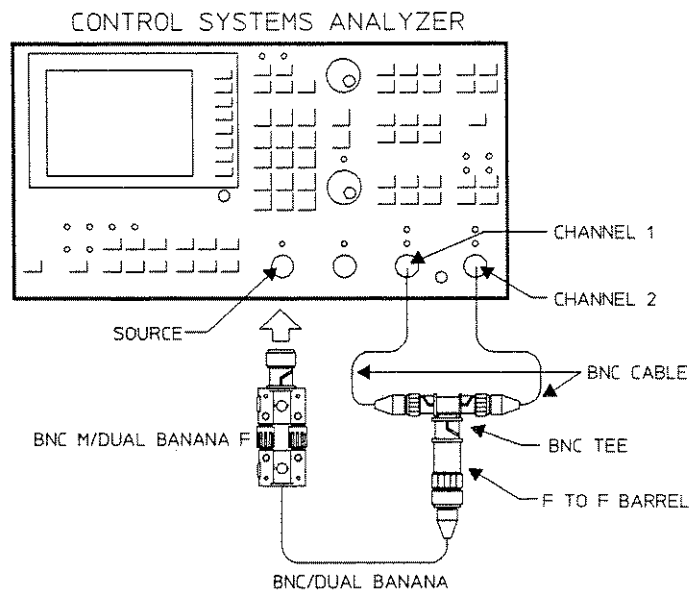 CONTROL SYSTEMS ANALYZER
CHANNEL 1
CHANNEL 2
SOURCE
BNC CABLE
BNC M/DUAL BANANA F
BNC TEE
F TO F BARREL
BNC/DUAL BANANA